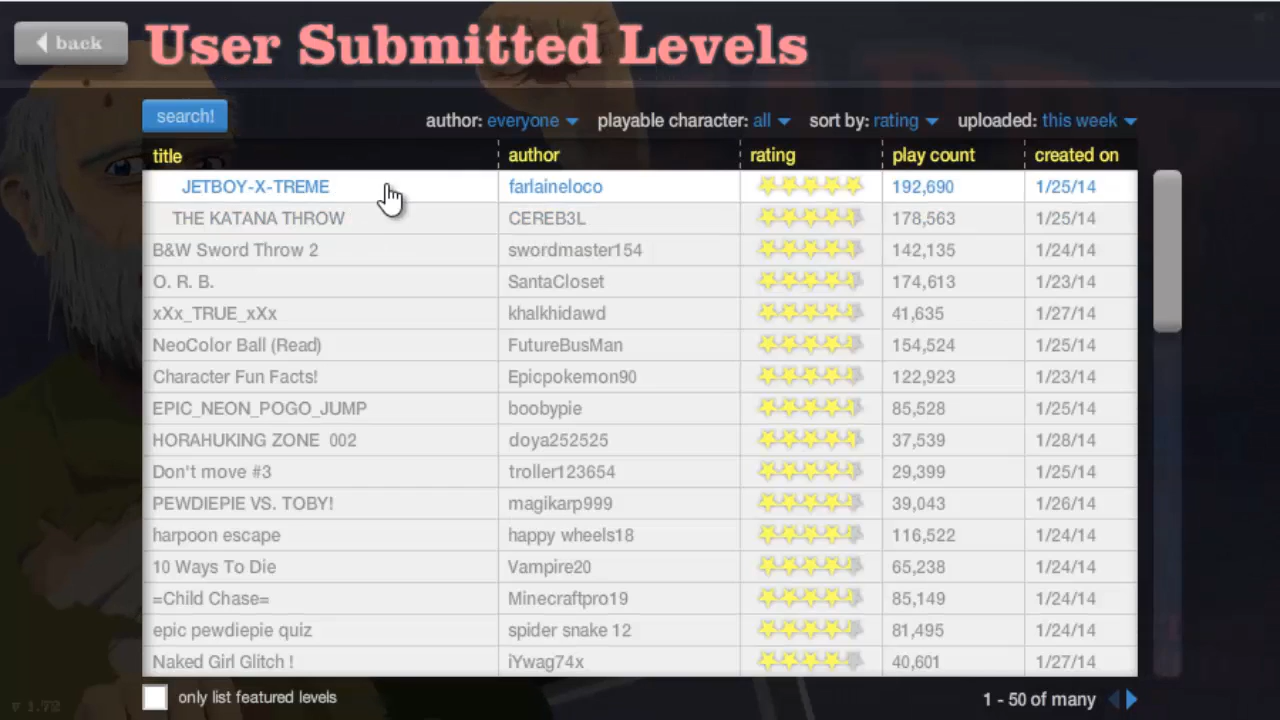 back
User Submitted Levels
search!
author: everyone playable character: all sort by: rating uploaded: this week
title author rating play count created on
JETBOY-X-TREME farlaineloco 192,690 1/25/14
THE KATANA THROW CEREB3L 178,563 1/25/14
B&W Sword Throw 2 swordmaster154 142,135 1/24/14
O. R. B. SantaCloset 174,613 1/23/14
xXx_TRUE_xXx khalkhidawd 41,635 1/27/14
NeoColor Ball (Read) FutureBusMan 154,524 1/25/14
Character Fun Facts! Epicpokemon90 122,923 1/23/14
EPIC_NEON_POGO_JUMP boobypie 85,528 1/25/14
HORAHUKING ZONE 002 doya252525 37,539 1/28/14
Don't move #3 troller123654 29,399 1/25/14
PEWDIEPIE VS. TOBY! magikarp999 39,043 1/26/14
harpoon escape happy wheels18 116,522 1/24/14
10 Ways To Die Vampire20 65,238 1/24/14
=Child Chase= Minecraftpro19 85,149 1/24/14
epic pewdiepie quiz spider snake 12 81,495 1/24/14
Naked Girl Glitch ! iYwag74x 40,601 1/27/14
only list featured levels 1 - 50 of many
v 1.72